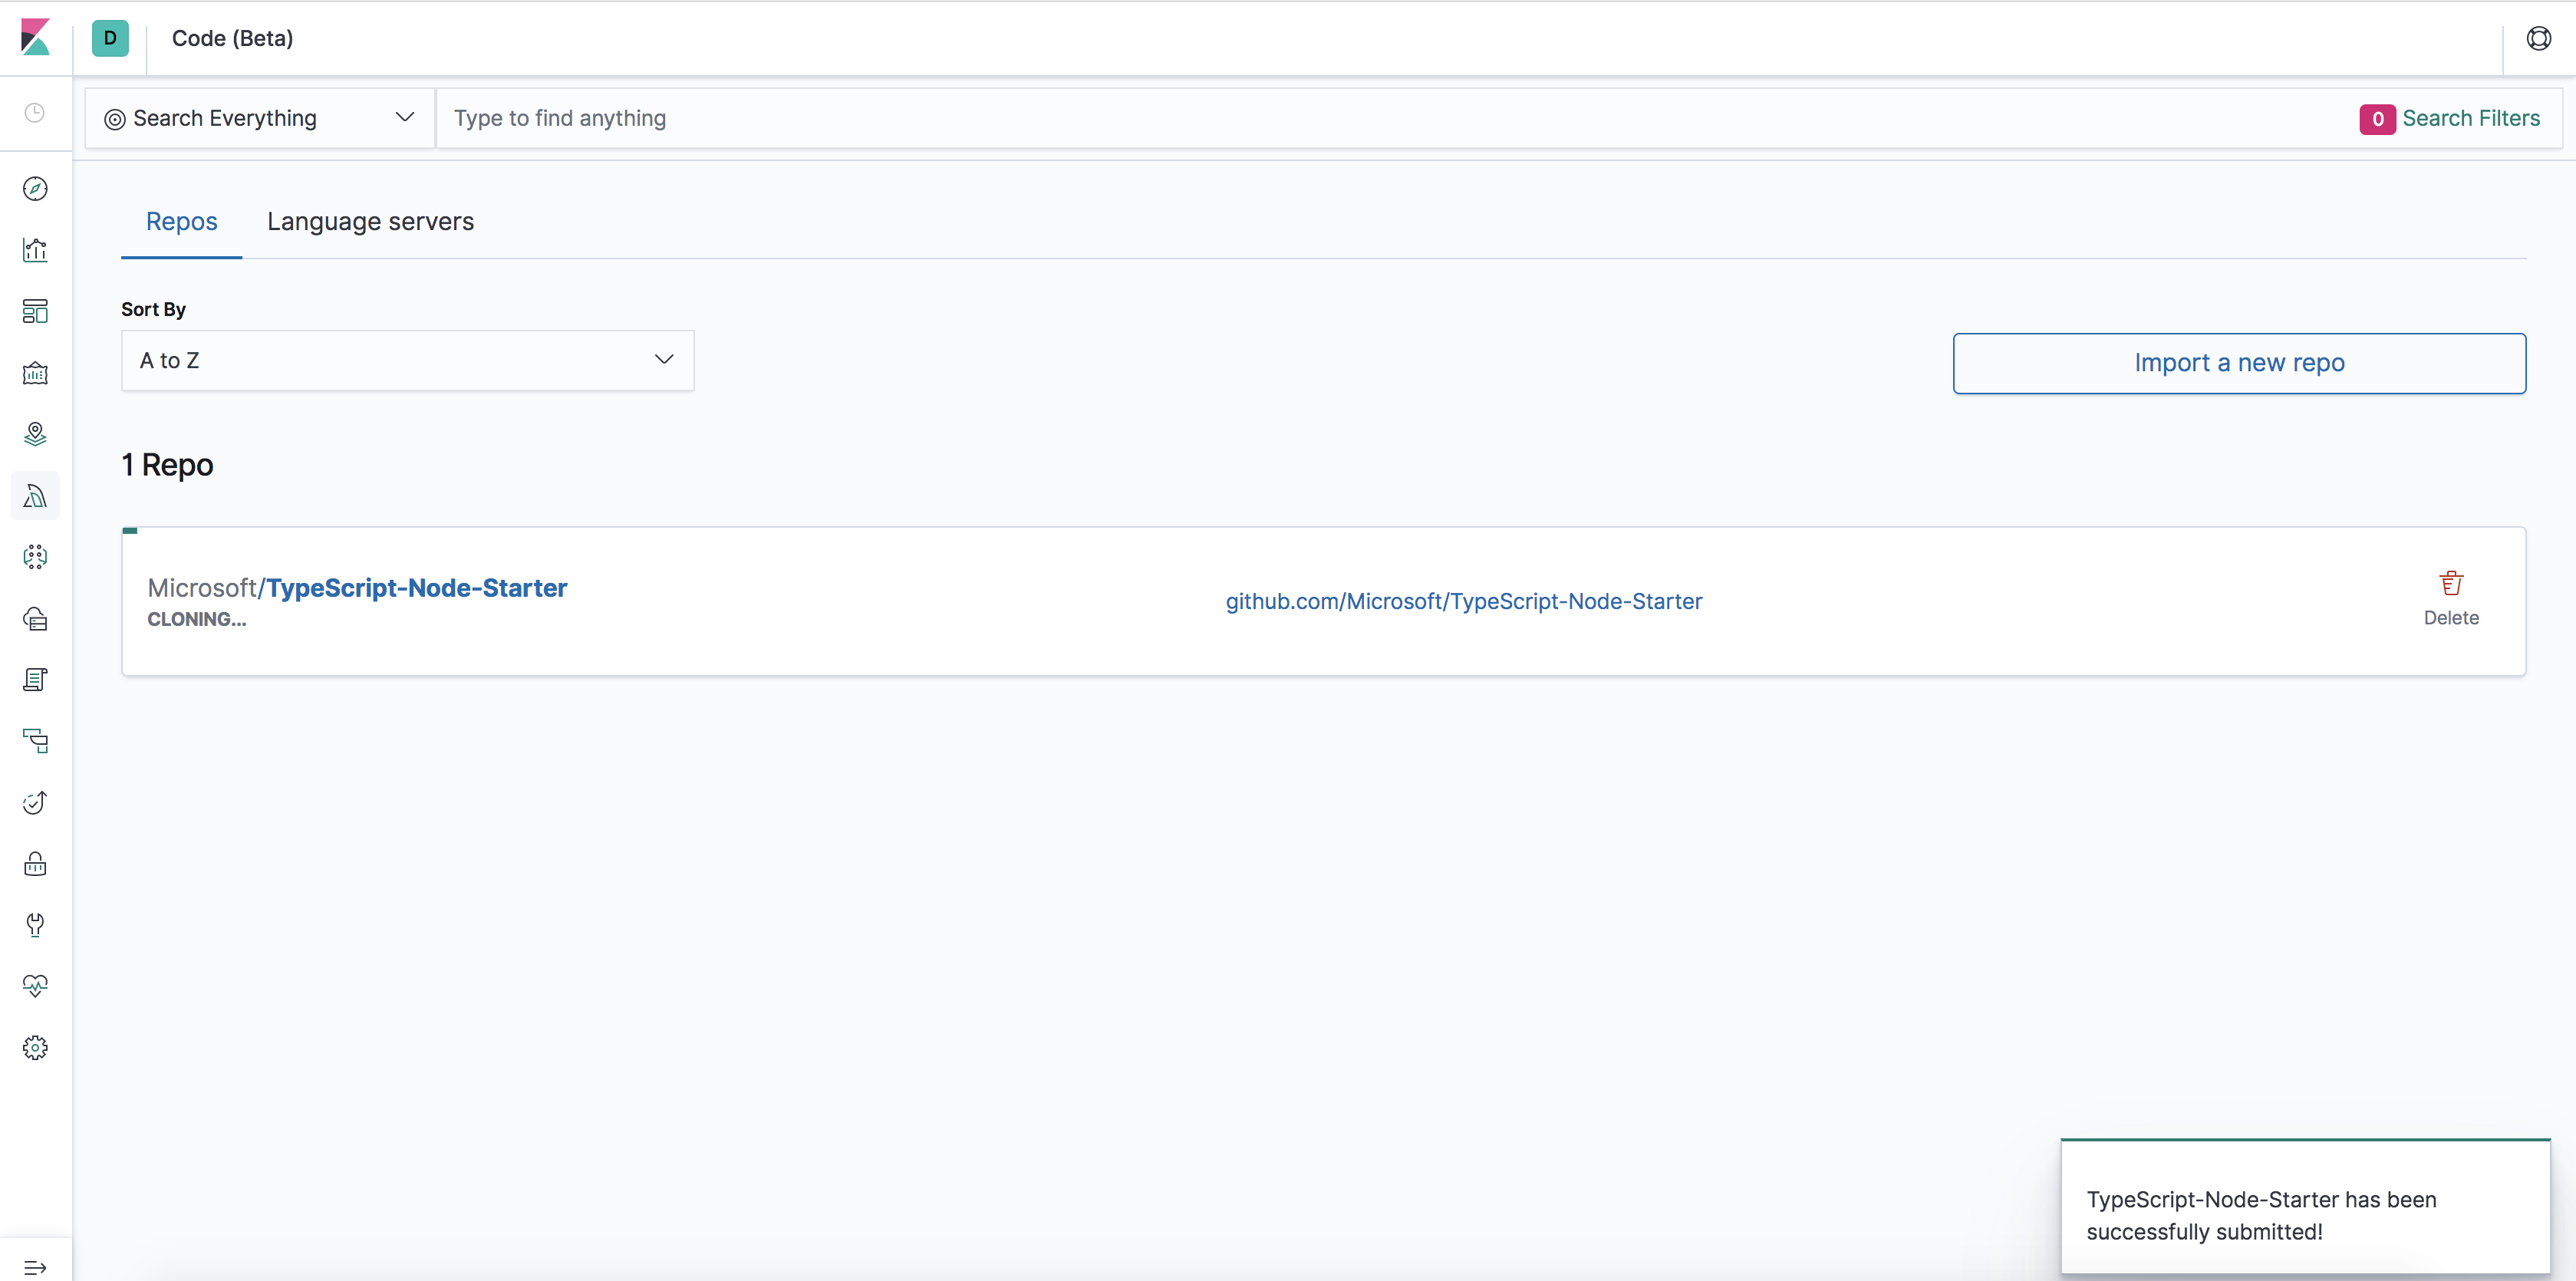 D
Code (Beta)
Search Everything
Type to find anything
0 Search Filters
Repos
Language servers
Sort By
A to Z
Import a new repo
1 Repo
Microsoft/TypeScript-Node-Starter
CLONING...
github.com/Microsoft/TypeScript-Node-Starter
Delete
TypeScript-Node-Starter has been
successfully submitted!